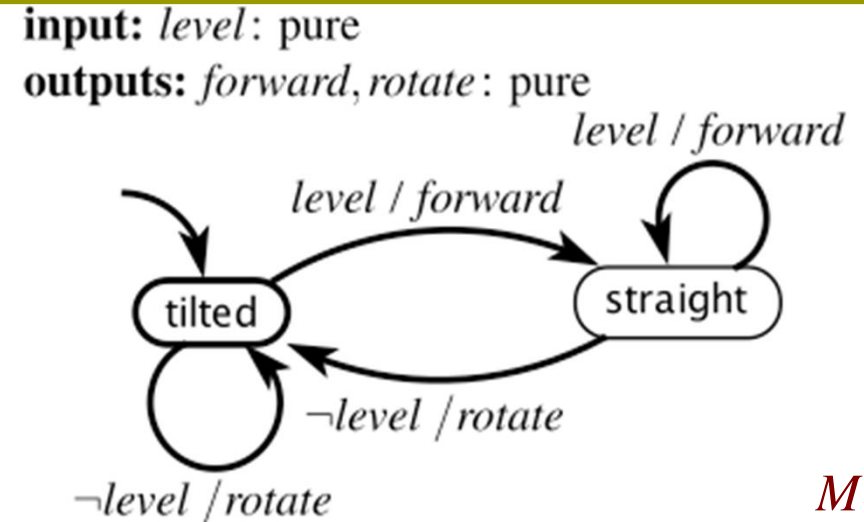 input: level: pure
outputs: forward, rotate: pure
level / forward
level / forward
tilted
straight
¬level / rotate
¬level / rotate
M